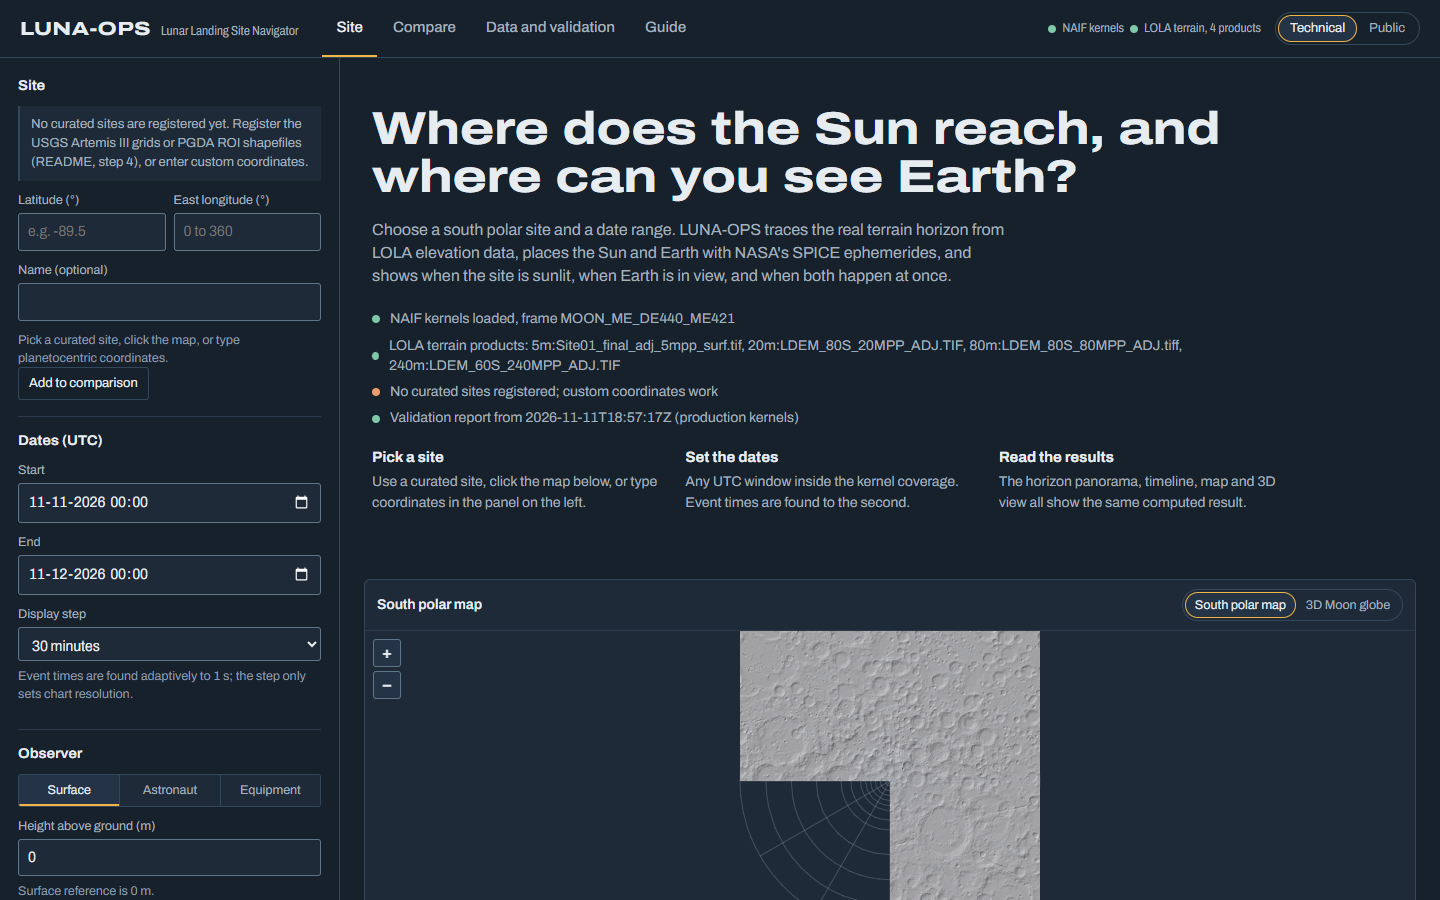 LUNA-OPS Lunar Landing Site Navigator Site Compare Data and validation Guide NAIF kernels LOLA terrain, 4 products Technical Public
Site
No curated sites are registered yet. Register the
USGS Artemis III grids or PGDA ROI shapefiles
(README, step 4), or enter custom coordinates.
Latitude (°) East longitude (°)
e.g. -89.5 0 to 360
Name (optional)
Pick a curated site, click the map, or type
planetocentric coordinates.
Add to comparison
Dates (UTC)
Start
11-11-2026 00:00
End
11-12-2026 00:00
Display step
30 minutes
Event times are found adaptively to 1 s; the step only
sets chart resolution.
Observer
Surface Astronaut Equipment
Height above ground (m)
0
Surface reference is 0 m.
Where does the Sun reach, and
where can you see Earth?
Choose a south polar site and a date range. LUNA-OPS traces the real terrain horizon from
LOLA elevation data, places the Sun and Earth with NASA's SPICE ephemerides, and
shows when the site is sunlit, when Earth is in view, and when both happen at once.
NAIF kernels loaded, frame MOON_ME_DE440_ME421
LOLA terrain products: 5m:Site01_final_adj_5mpp_surf.tif, 20m:LDEM_80S_20MPP_ADJ.TIF, 80m:LDEM_80S_80MPP_ADJ.tiff,
240m:LDEM_60S_240MPP_ADJ.TIF
No curated sites registered; custom coordinates work
Validation report from 2026-11-11T18:57:17Z (production kernels)
Pick a site
Use a curated site, click the map below, or type
coordinates in the panel on the left.
Set the dates
Any UTC window inside the kernel coverage.
Event times are found to the second.
Read the results
The horizon panorama, timeline, map and 3D
view all show the same computed result.
South polar map South polar map 3D Moon globe
+
−